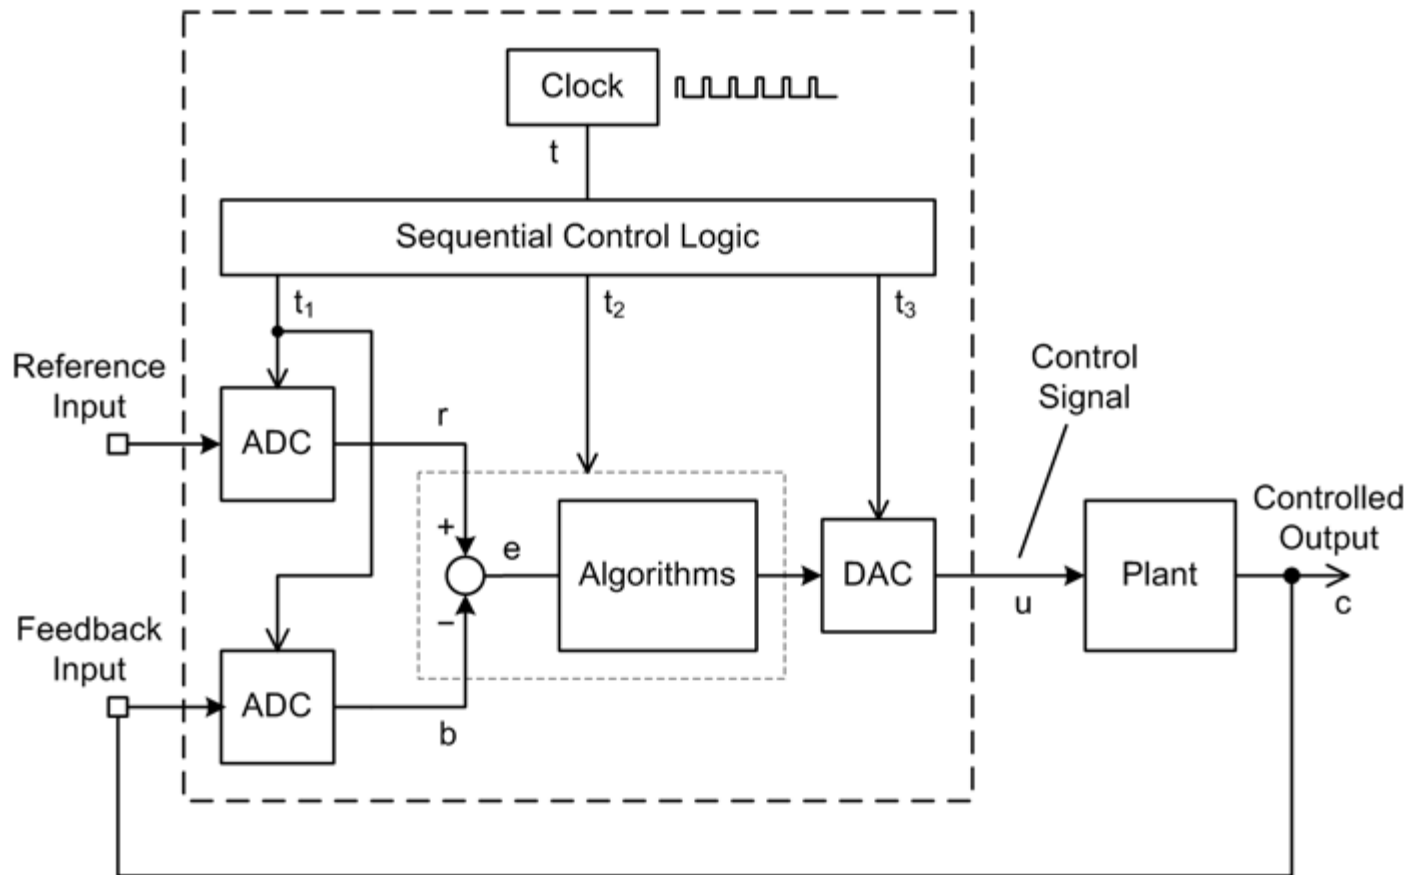 Clock
t
Sequential Control Logic
t₁
t₂
t₃
Reference
Input
ADC
r
Control
Signal
+
e
Algorithms
DAC
u
Plant
Controlled
Output
c
Feedback
Input
−
ADC
b